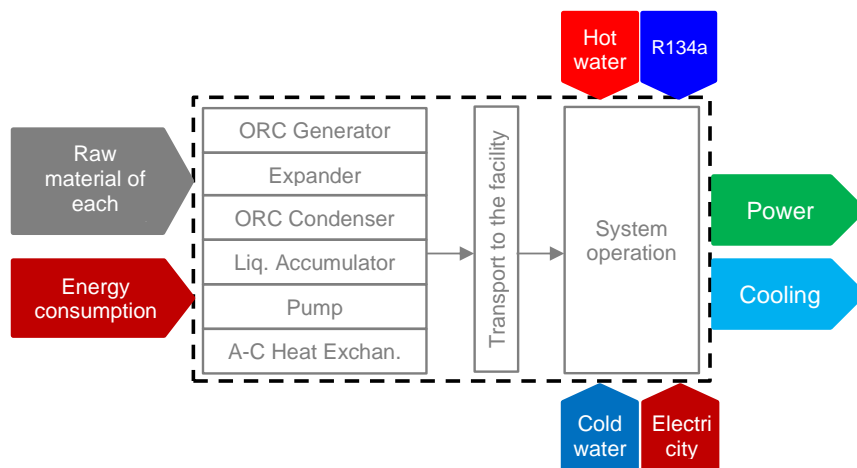 Hot
water
R134a
Raw
material of
each
Energy
consumption
ORC Generator
Expander
ORC Condenser
Liq. Accumulator
Pump
A-C Heat Exchan.
Transport to the facility
System
operation
Power
Cooling
Cold
water
Electri
city